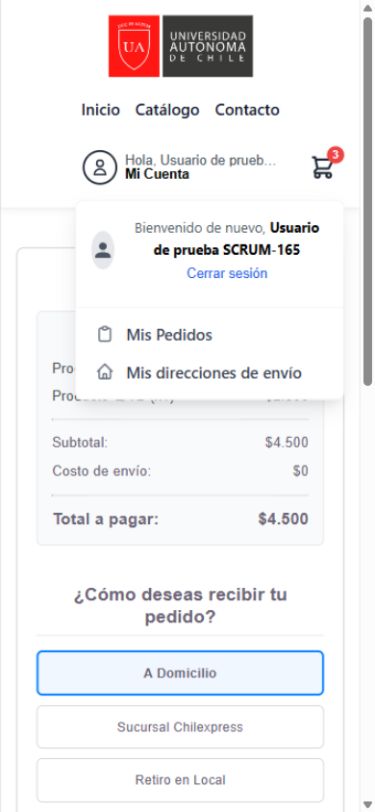 UA
UNIVERSIDAD
AUTONOMA
DE CHILE
Inicio Catálogo Contacto
Hola, Usuario de prueb...
Mi Cuenta
3
Bienvenido de nuevo, Usuario
de prueba SCRUM-165
Cerrar sesión
Mis Pedidos
Mis direcciones de envío
Subtotal: $4.500
Costo de envío: $0
Total a pagar: $4.500
¿Cómo deseas recibir tu
pedido?
A Domicilio
Sucursal Chilexpress
Retiro en Local